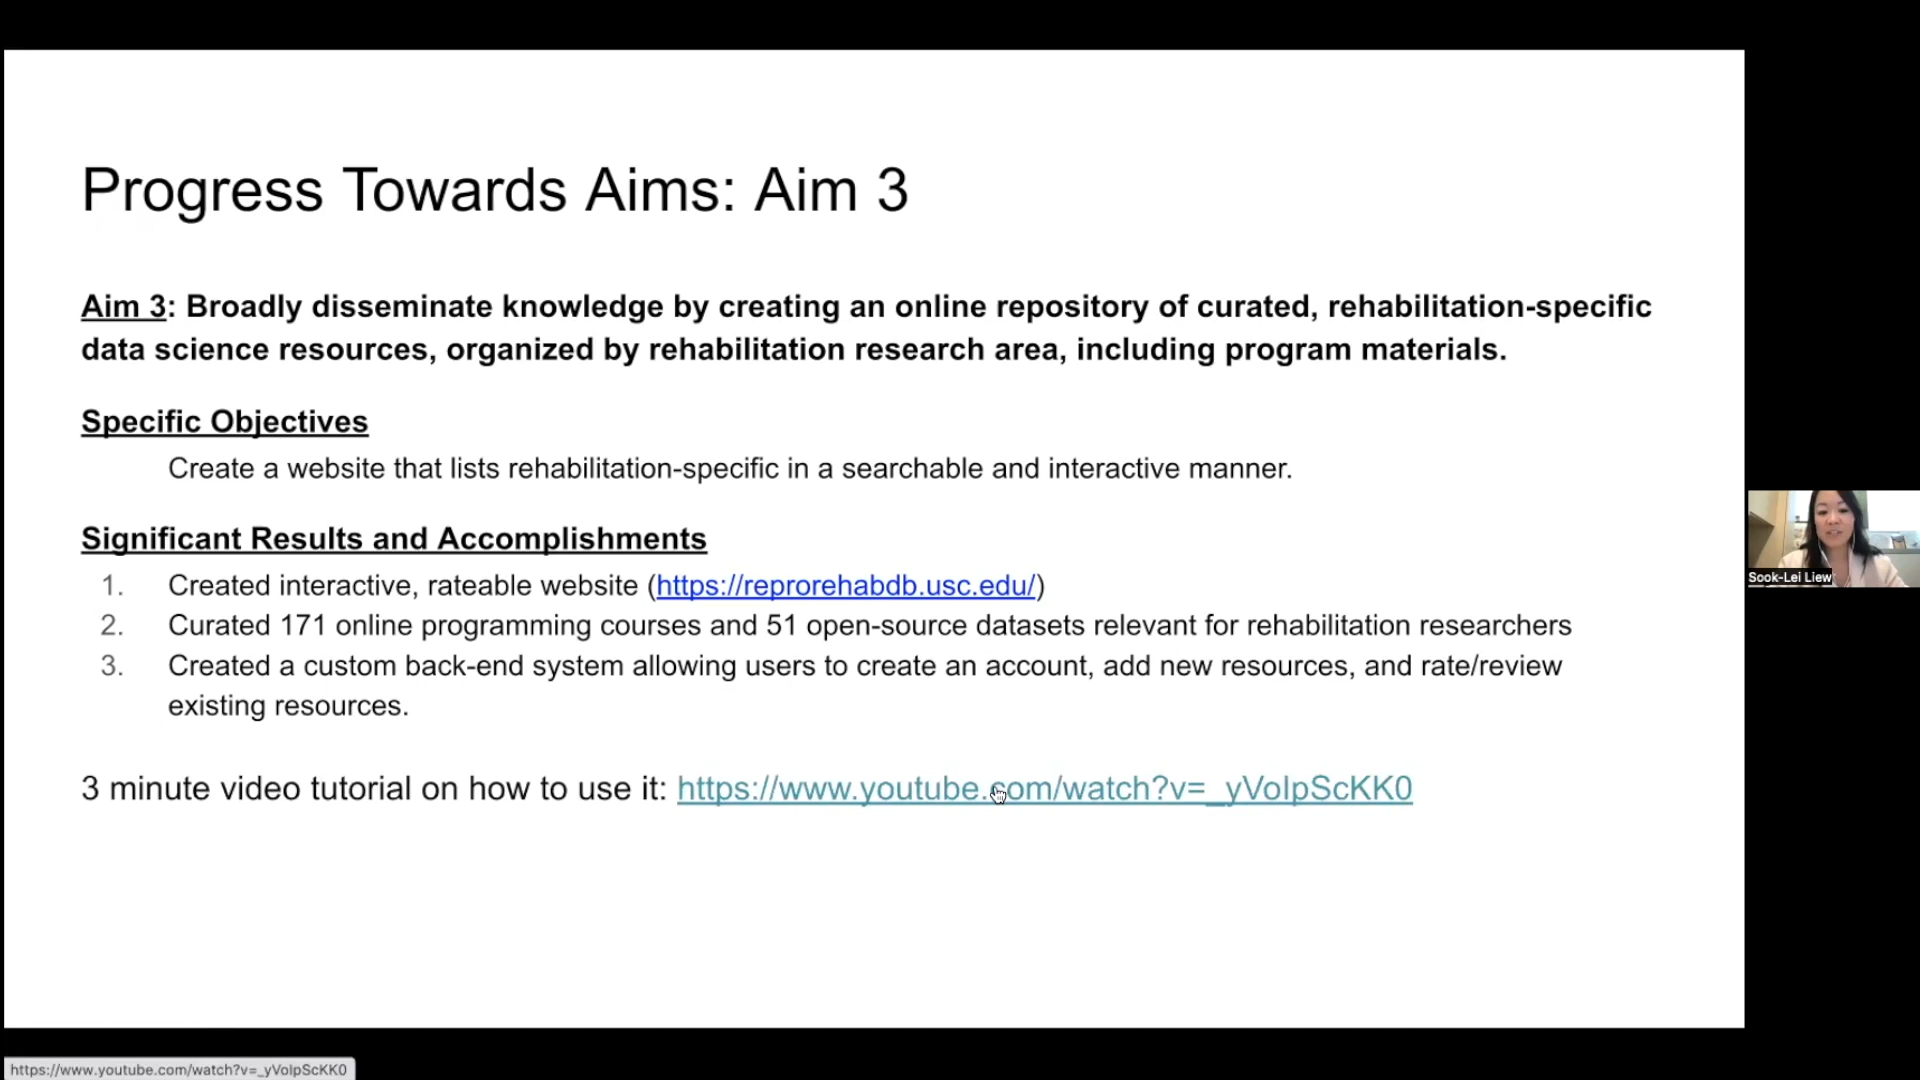 Progress Towards Aims: Aim 3
Aim 3: Broadly disseminate knowledge by creating an online repository of curated, rehabilitation-specific
data science resources, organized by rehabilitation research area, including program materials.
Specific Objectives
Create a website that lists rehabilitation-specific in a searchable and interactive manner.
Significant Results and Accomplishments
1. Created interactive, rateable website (https://reprorehabdb.usc.edu/)
2. Curated 171 online programming courses and 51 open-source datasets relevant for rehabilitation researchers
3. Created a custom back-end system allowing users to create an account, add new resources, and rate/review
existing resources.
3 minute video tutorial on how to use it: https://www.youtube.com/watch?v=_yVoIpScKK0
Sook-Lei Liew
https://www.youtube.com/watch?v=_yVoIpScKK0